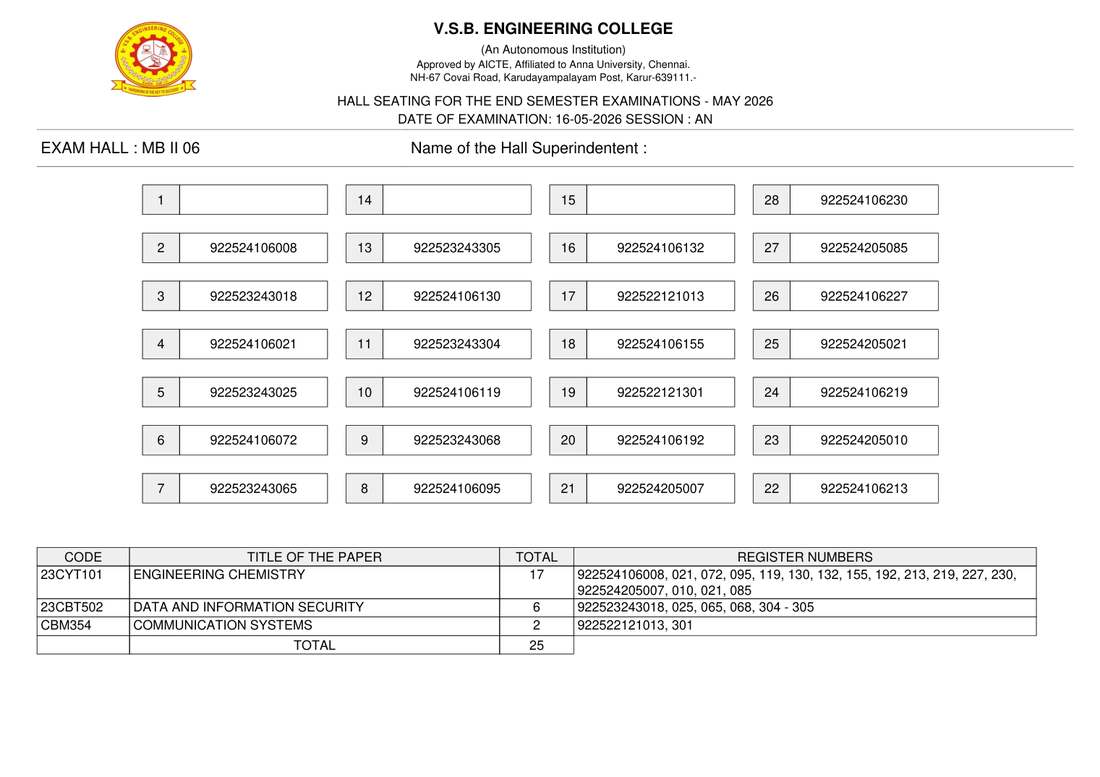 V.S.B. ENGINEERING COLLEGE
(An Autonomous Institution)
Approved by AICTE, Affiliated to Anna University, Chennai.
NH-67 Covai Road, Karudayampalayam Post, Karur-639111.-
HALL SEATING FOR THE END SEMESTER EXAMINATIONS - MAY 2026
DATE OF EXAMINATION: 16-05-2026 SESSION : AN
EXAM HALL : MB II 06 Name of the Hall Superindentent :
1 14 15 28 922524106230
2 922524106008 13 922523243305 16 922524106132 27 922524205085
3 922523243018 12 922524106130 17 922522121013 26 922524106227
4 922524106021 11 922523243304 18 922524106155 25 922524205021
5 922523243025 10 922524106119 19 922522121301 24 922524106219
6 922524106072 9 922523243068 20 922524106192 23 922524205010
7 922523243065 8 922524106095 21 922524205007 22 922524106213
CODE TITLE OF THE PAPER TOTAL REGISTER NUMBERS
23CYT101 ENGINEERING CHEMISTRY 17 922524106008, 021, 072, 095, 119, 130, 132, 155, 192, 213, 219, 227, 230,
922524205007, 010, 021, 085
23CBT502 DATA AND INFORMATION SECURITY 6 922523243018, 025, 065, 068, 304 - 305
CBM354 COMMUNICATION SYSTEMS 2 922522121013, 301
TOTAL 25